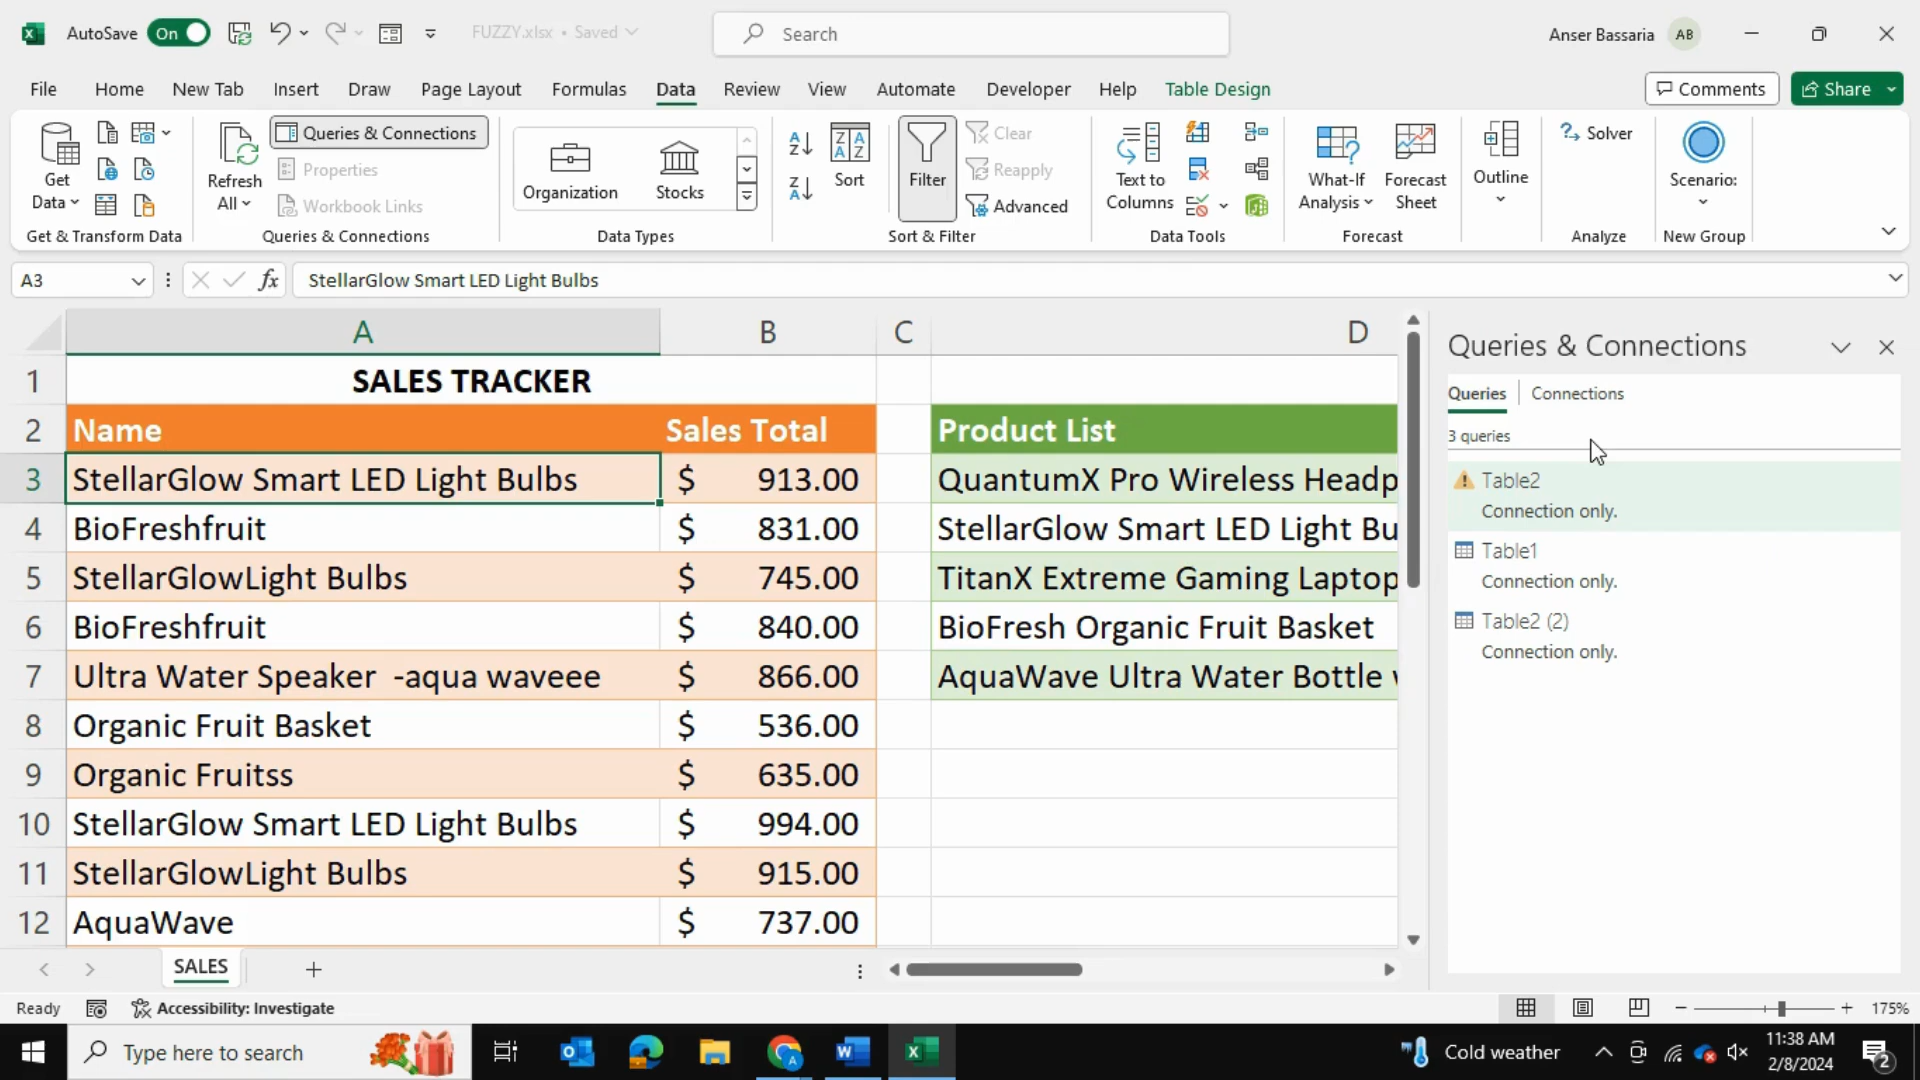 AutoSave On FUZZY.xlsx • Saved Search Anser Bassaria AB
File Home New Tab Insert Draw Page Layout Formulas Data Review View Automate Developer Help Table Design Comments Share
Get Data
Refresh All
Queries & Connections
Properties
Workbook Links
Organization Stocks
Sort
Filter
Clear
Reapply
Advanced
Text to Columns
What-If Analysis
Forecast Sheet
Outline
Solver
Scenario:
Get & Transform Data Queries & Connections Data Types Sort & Filter Data Tools Forecast Analyze New Group
A3 fx StellarGlow Smart LED Light Bulbs
A B C D
1 SALES TRACKER
2 Name Sales Total Product List
3 StellarGlow Smart LED Light Bulbs $ 913.00 QuantumX Pro Wireless Headp
4 BioFreshfruit $ 831.00 StellarGlow Smart LED Light Bu
5 StellarGlowLight Bulbs $ 745.00 TitanX Extreme Gaming Laptop
6 BioFreshfruit $ 840.00 BioFresh Organic Fruit Basket
7 Ultra Water Speaker -aqua waveee $ 866.00 AquaWave Ultra Water Bottle
8 Organic Fruit Basket $ 536.00
9 Organic Fruitss $ 635.00
10 StellarGlow Smart LED Light Bulbs $ 994.00
11 StellarGlowLight Bulbs $ 915.00
12 AquaWave $ 737.00
Queries & Connections
Queries Connections
3 queries
Table2
Connection only.
Table1
Connection only.
Table2 (2)
Connection only.
SALES
Ready Accessibility: Investigate 175%
Type here to search Cold weather 11:38 AM
2/8/2024 2